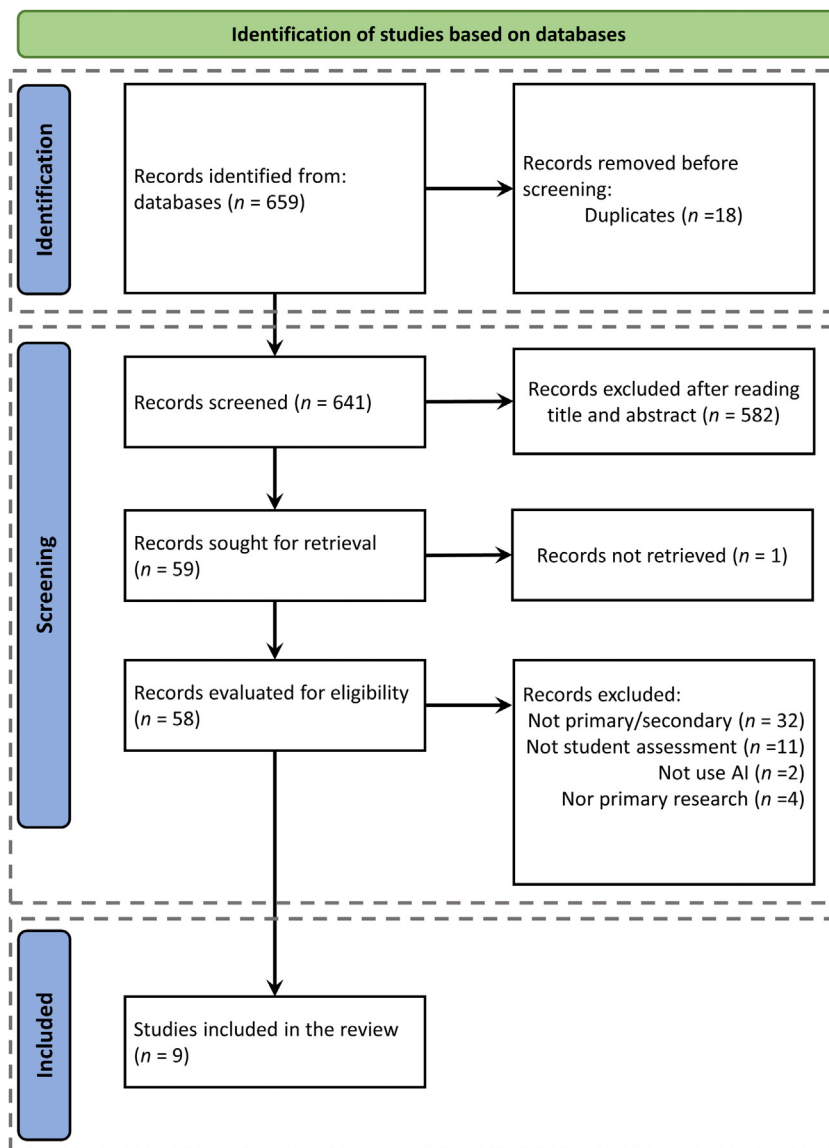 Identification of studies based on databases
Identification
Records identified from:
databases (n = 659)
Records removed before
screening:
Duplicates (n =18)
Screening
Records screened (n = 641)
Records excluded after reading
title and abstract (n = 582)
Records sought for retrieval
(n = 59)
Records not retrieved (n = 1)
Records evaluated for eligibility
(n = 58)
Records excluded:
Not primary/secondary (n = 32)
Not student assessment (n =11)
Not use AI (n =2)
Nor primary research (n =4)
Included
Studies included in the review
(n = 9)